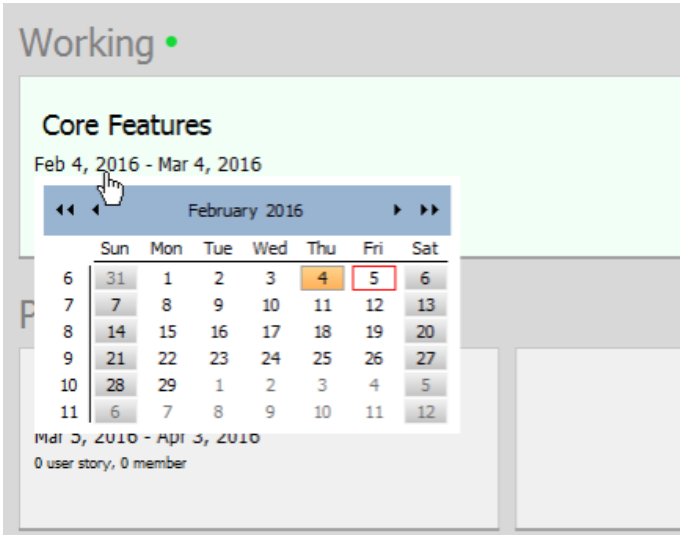 Working
Core Features
Feb 4, 2016 - Mar 4, 2016
February 2016
Sun Mon Tue Wed Thu Fri Sat
6 31 1 2 3 4 5 6
7 7 8 9 10 11 12 13
8 14 15 16 17 18 19 20
9 21 22 23 24 25 26 27
10 28 29 1 2 3 4 5
11 6 7 8 9 10 11 12
Mar 5, 2016 - Apr 3, 2016
0 user story, 0 member